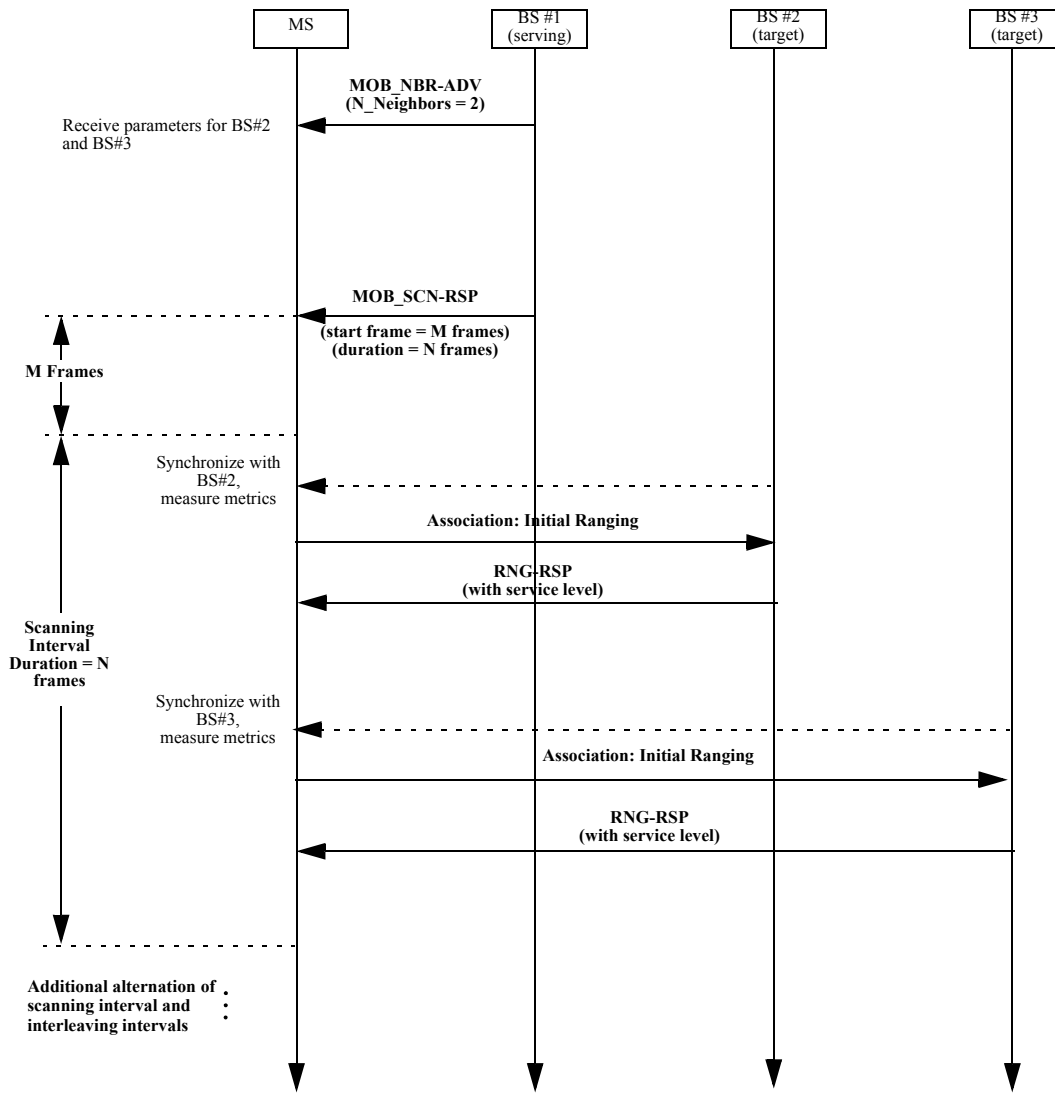 MS
BS #1
(serving)
BS #2
(target)
BS #3
(target)
MOB_NBR-ADV
(N_Neighbors = 2)
Receive parameters for BS#2
and BS#3
MOB_SCN-RSP
(start frame = M frames)
(duration = N frames)
M Frames
Synchronize with
BS#2,
measure metrics
Association: Initial Ranging
RNG-RSP
(with service level)
Scanning
Interval
Duration = N
frames
Synchronize with
BS#3,
measure metrics
Association: Initial Ranging
RNG-RSP
(with service level)
Additional alternation of
scanning interval and
interleaving intervals